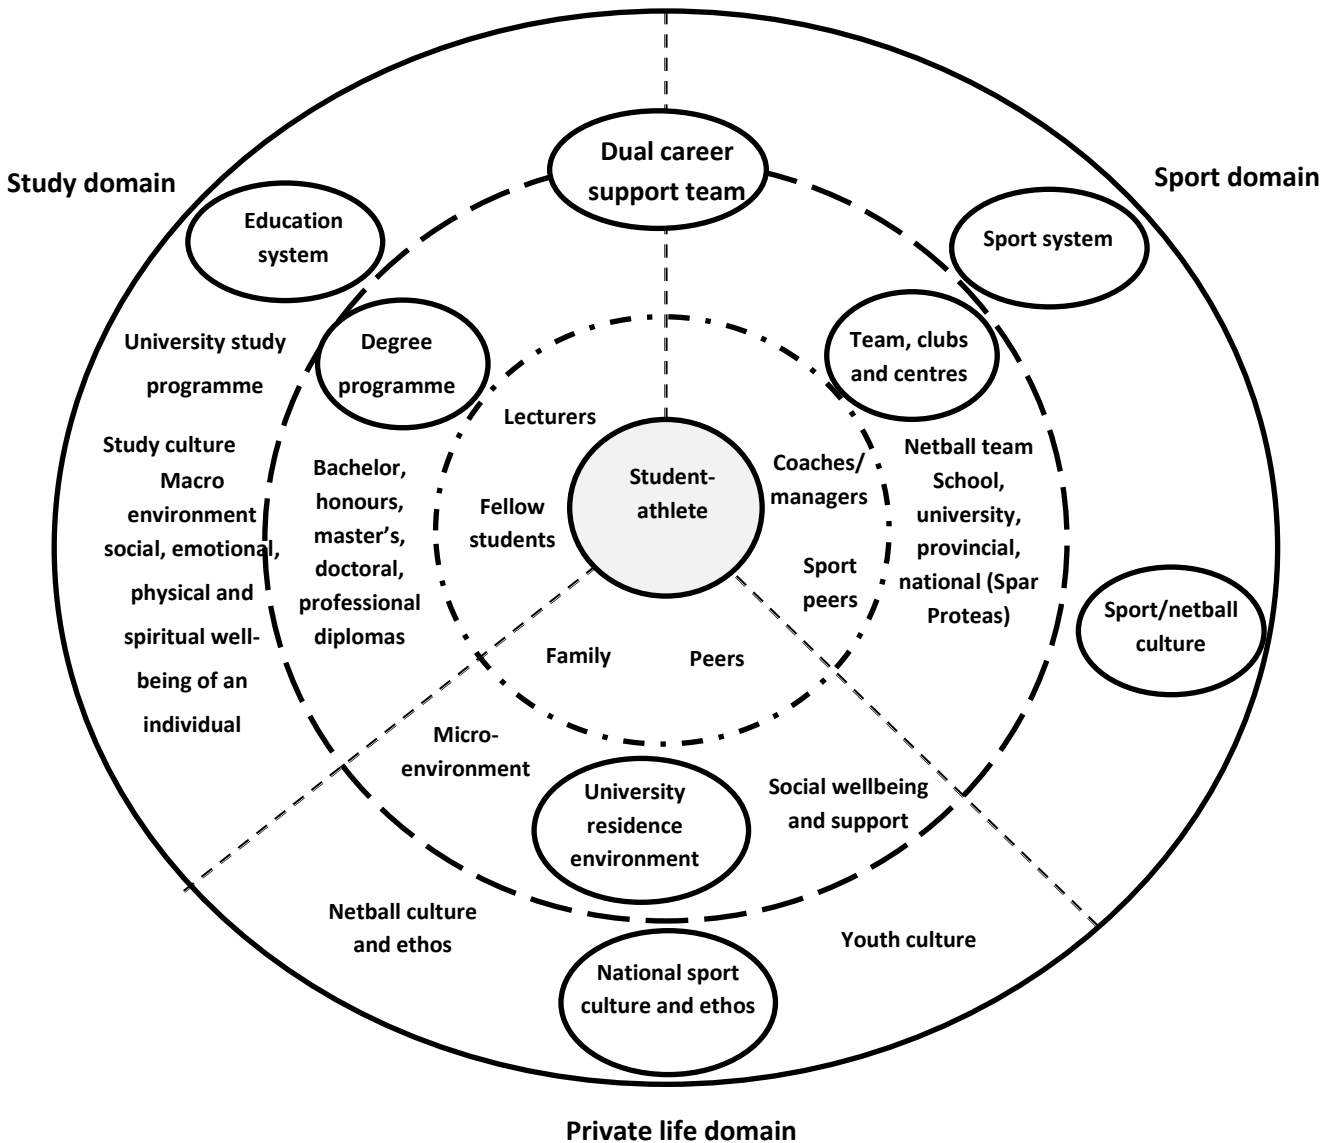 Dual career
support team
Study domain
Sport domain
Education
system
Sport system
University study
programme
Degree
programme
Team, clubs
and centres
Lecturers
Study culture
Macro
environment
social, emotional,
physical and
spiritual well-
being of an
individual
Bachelor,
honours,
master’s,
doctoral,
professional
diplomas
Fellow
students
Student-
athlete
Coaches/
managers
Sport
peers
Netball team
School,
university,
provincial,
national (Spar
Proteas)
Sport/netball
culture
Family
Peers
Micro-
environment
University
residence
environment
Social wellbeing
and support
Netball culture
and ethos
National sport
culture and ethos
Youth culture
Private life domain